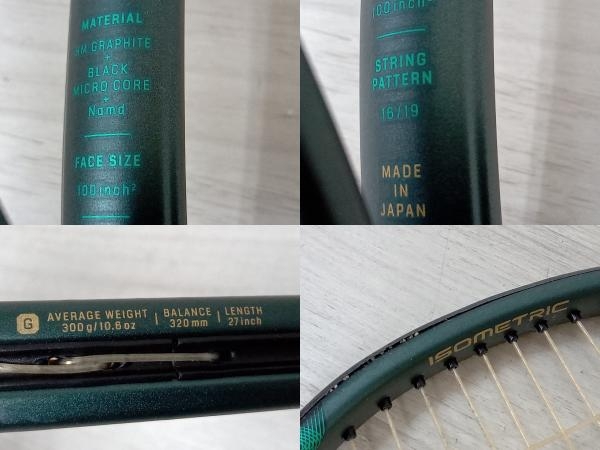 MATERIAL
HM GRAPHITE
+
BLACK
MICRO CORE
+
Namd
FACE SIZE
100inch²
100inch²
STRING
PATTERN
16/19
MADE
IN
JAPAN
G AVERAGE WEIGHT | BALANCE | LENGTH
300g/10.6oz 320mm 27inch
ISOMETRIC